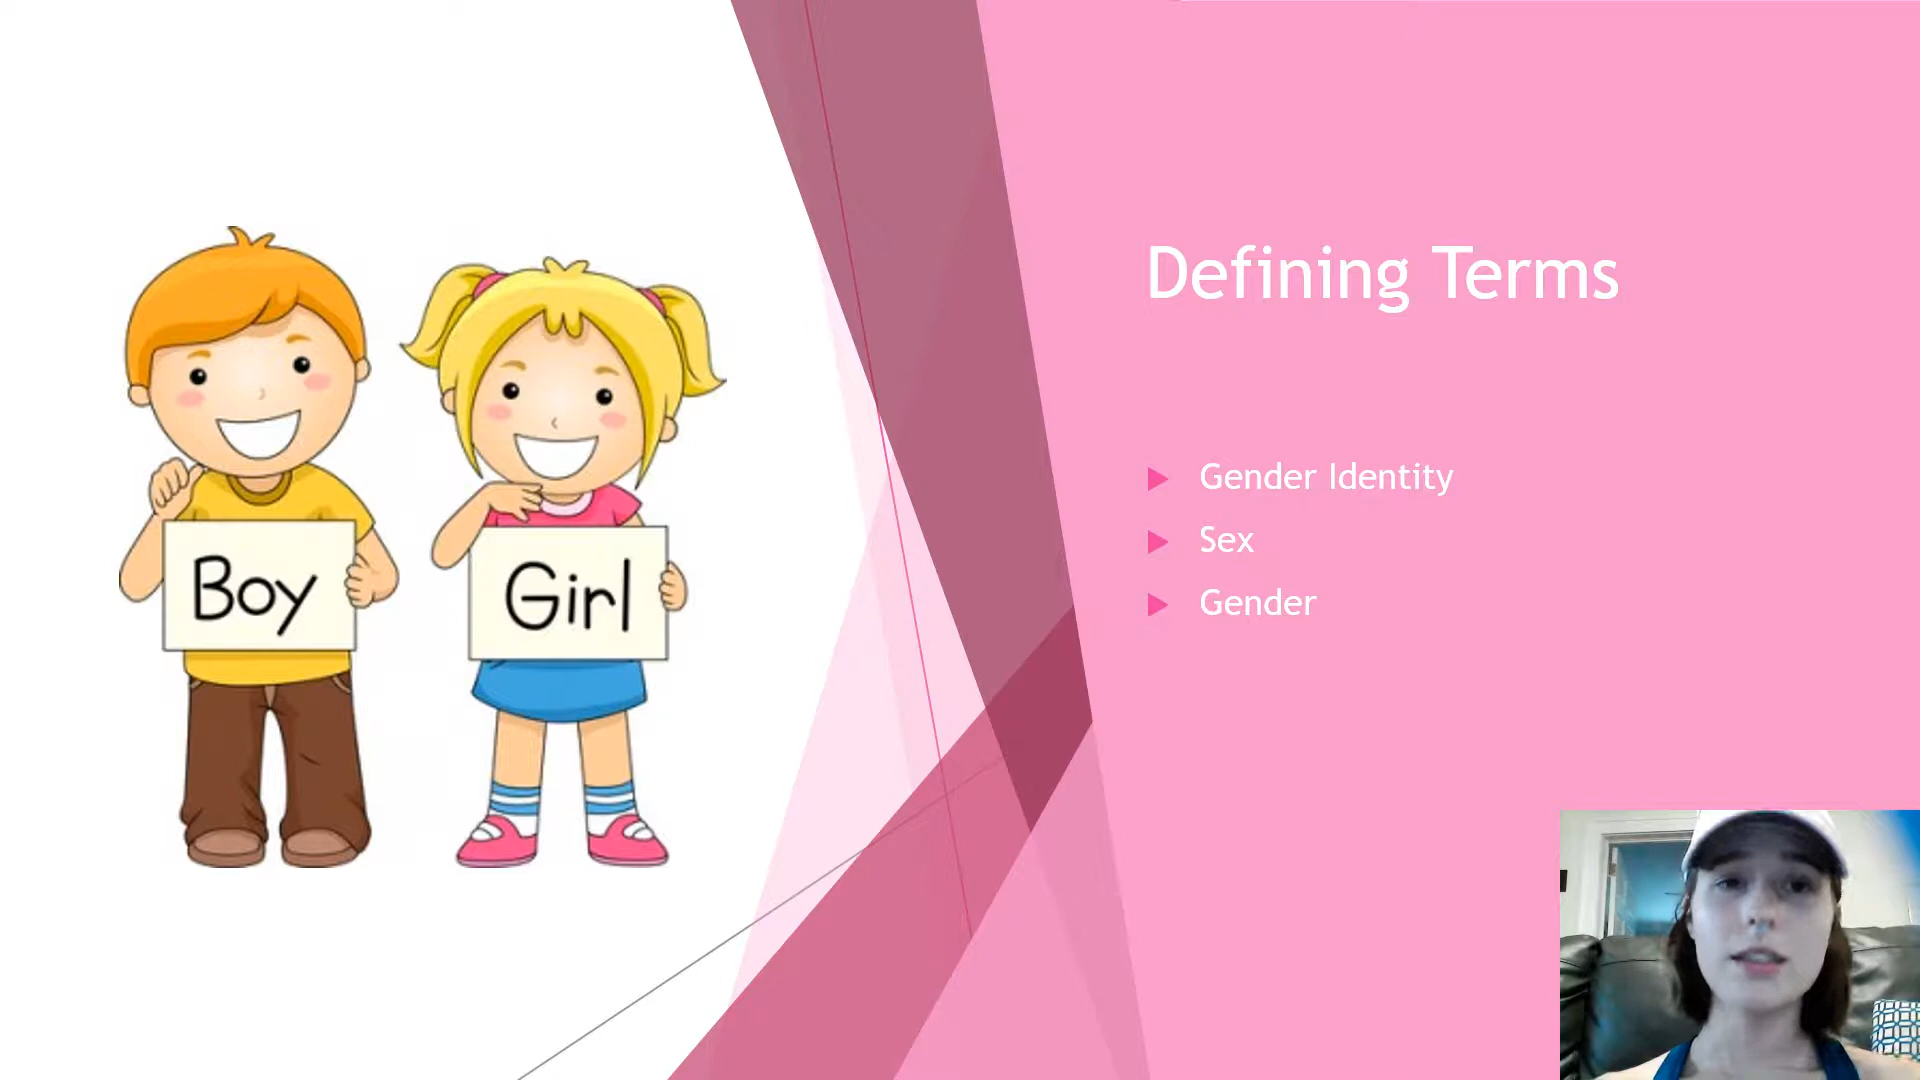 Boy
Girl
Defining Terms
Gender Identity
Sex
Gender